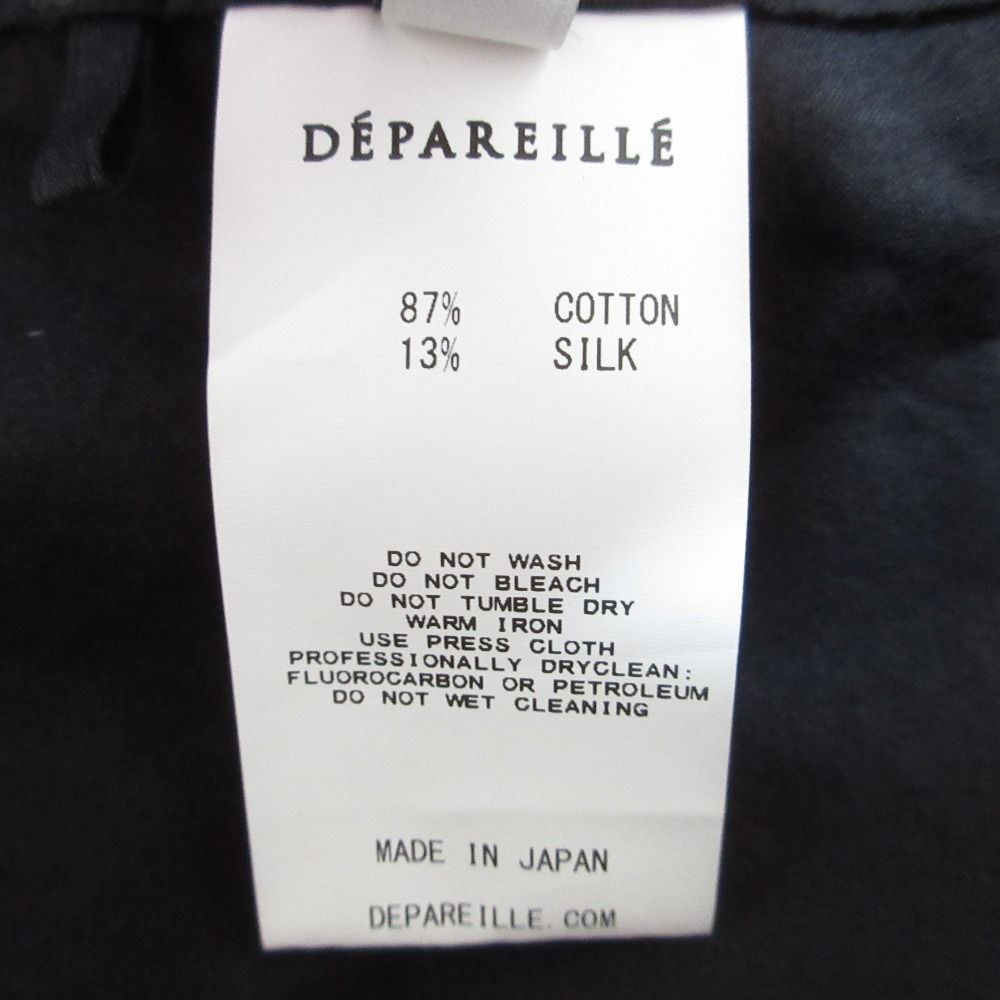 DÉPAREILLÉ
87% COTTON
13% SILK
DO NOT WASH
DO NOT BLEACH
DO NOT TUMBLE DRY
WARM IRON
USE PRESS CLOTH
PROFESSIONALLY DRYCLEAN:
FLUOROCARBON OR PETROLEUM
DO NOT WET CLEANING
MADE IN JAPAN
DEPAREILLE.COM